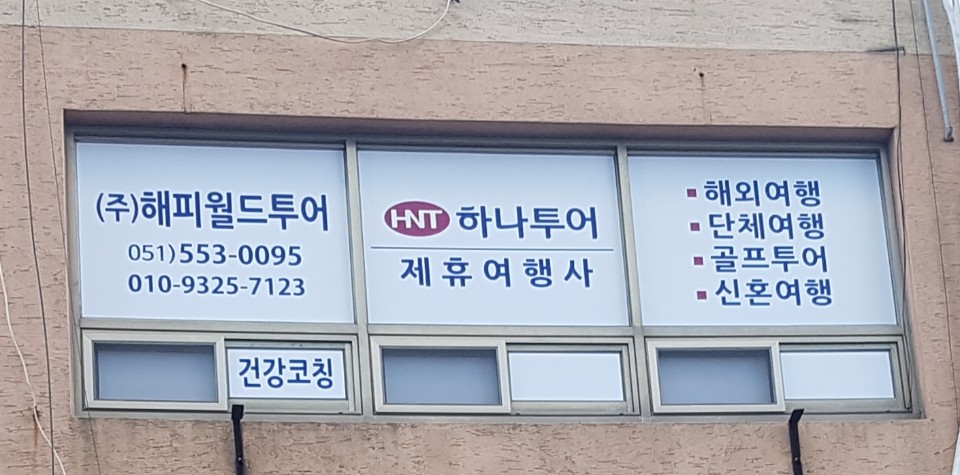 (주)해피월드투어
051)553-0095
010-9325-7123
건강코칭
HNT 하나투어
제휴여행사
▪ 해외여행
▪ 단체여행
▪ 골프투어
▪ 신혼여행